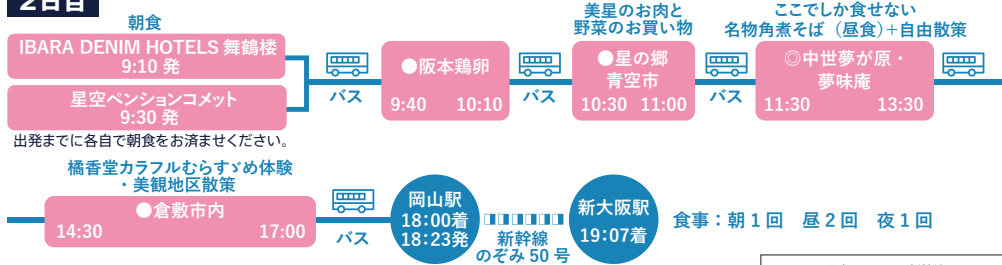 2日目
朝食
IBARA DENIM HOTELS 舞鶴楼
9:10 発
星空ペンションコメット
9:30 発
出発までに各自で朝食をお済ませください。
バス
●阪本鶏卵
9:40 10:10
バス
美星のお肉と
野菜のお買い物
●星の郷
青空市
10:30 11:00
バス
ここでしか食せない
名物角煮そば（昼食）+自由散策
◎中世夢が原・
夢味庵
11:30 13:30
橘香堂カラフルむらすゞめ体験
・美観地区散策
●倉敷市内
14:30 17:00
バス
岡山駅
18:00着
18:23発
新幹線
のぞみ 50 号
新大阪駅
19:07着
食事：朝1回 昼2回 夜1回